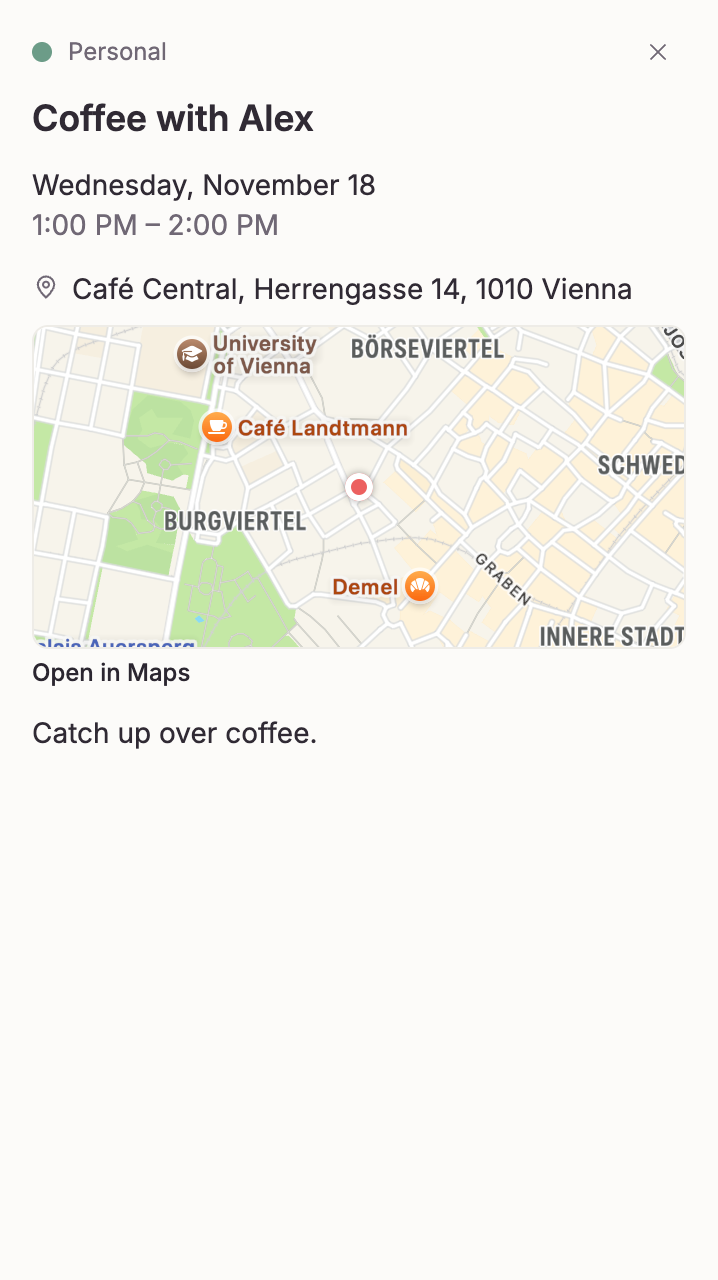 Personal
Coffee with Alex
Wednesday, November 18
1:00 PM – 2:00 PM
Café Central, Herrengasse 14, 1010 Vienna
University
of Vienna
BÖRSEVIERTEL
Café Landtmann
SCHWED
BURGVIERTEL
GRABEN
Demel
INNERE STADT
Open in Maps
Catch up over coffee.